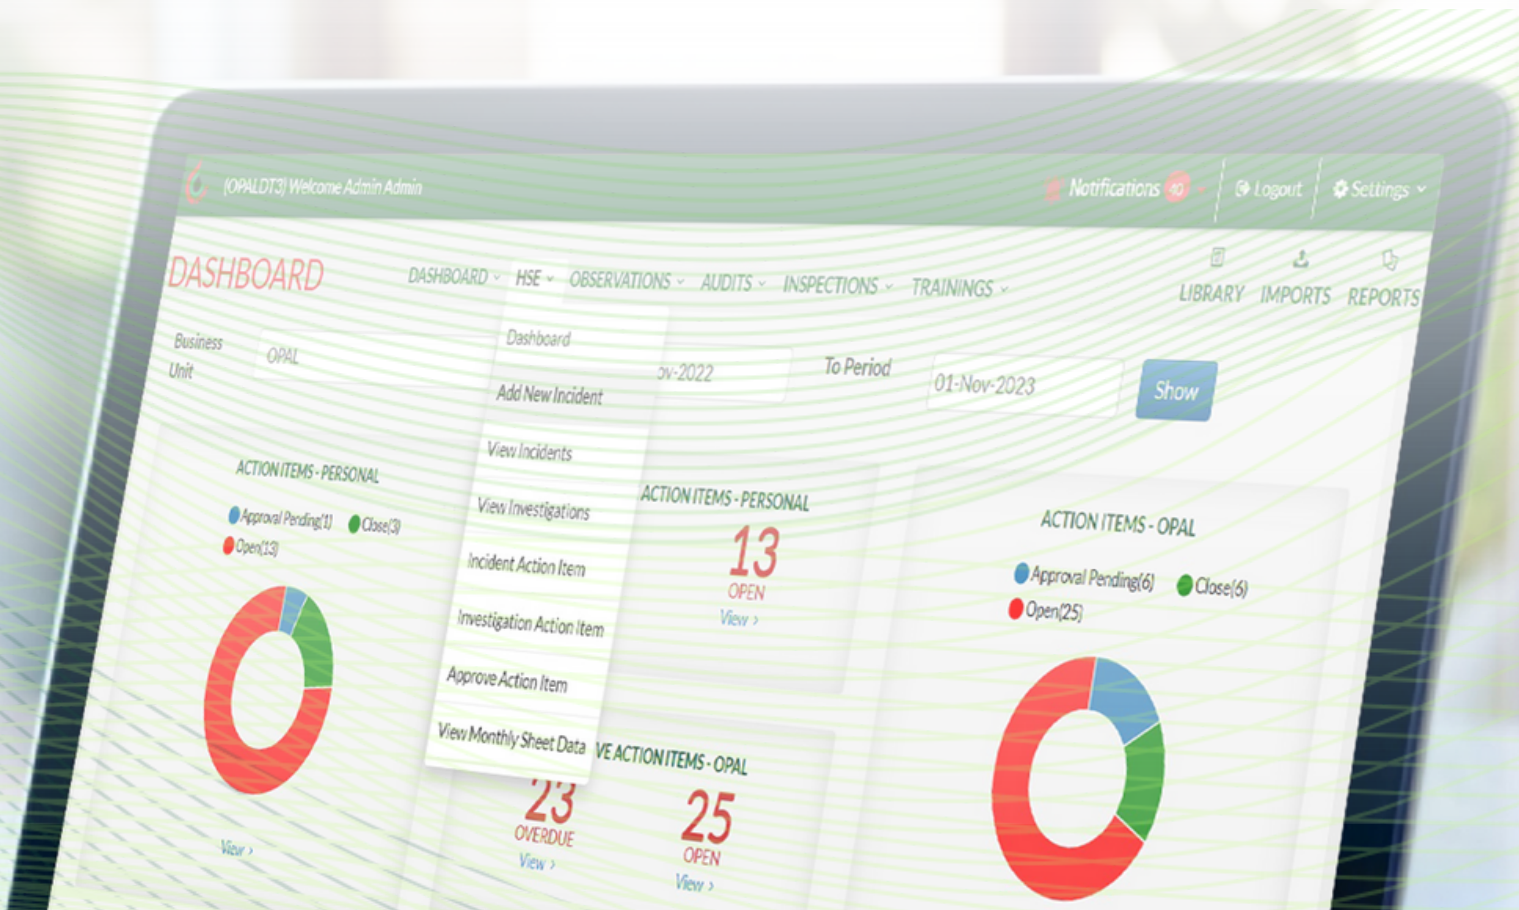 (OPALDT3) Welcome Admin Admin
Notifications 40
Logout
Settings
DASHBOARD
DASHBOARD
HSE
OBSERVATIONS
AUDITS
INSPECTIONS
TRAININGS
LIBRARY
IMPORTS
REPORTS
Business
Unit
OPAL
ov-2022
To Period
01-Nov-2023
Show
Dashboard
Add New Incident
View Incidents
View Investigations
Incident Action Item
Investigation Action Item
Approve Action Item
View Monthly Sheet Data
ACTION ITEMS - PERSONAL
Approval Pending(1)
Close(3)
Open(13)
View >
ACTION ITEMS - PERSONAL
13
OPEN
View >
VE ACTION ITEMS - OPAL
23
OVERDUE
View >
25
OPEN
View >
ACTION ITEMS - OPAL
Approval Pending(6)
Close(6)
Open(25)